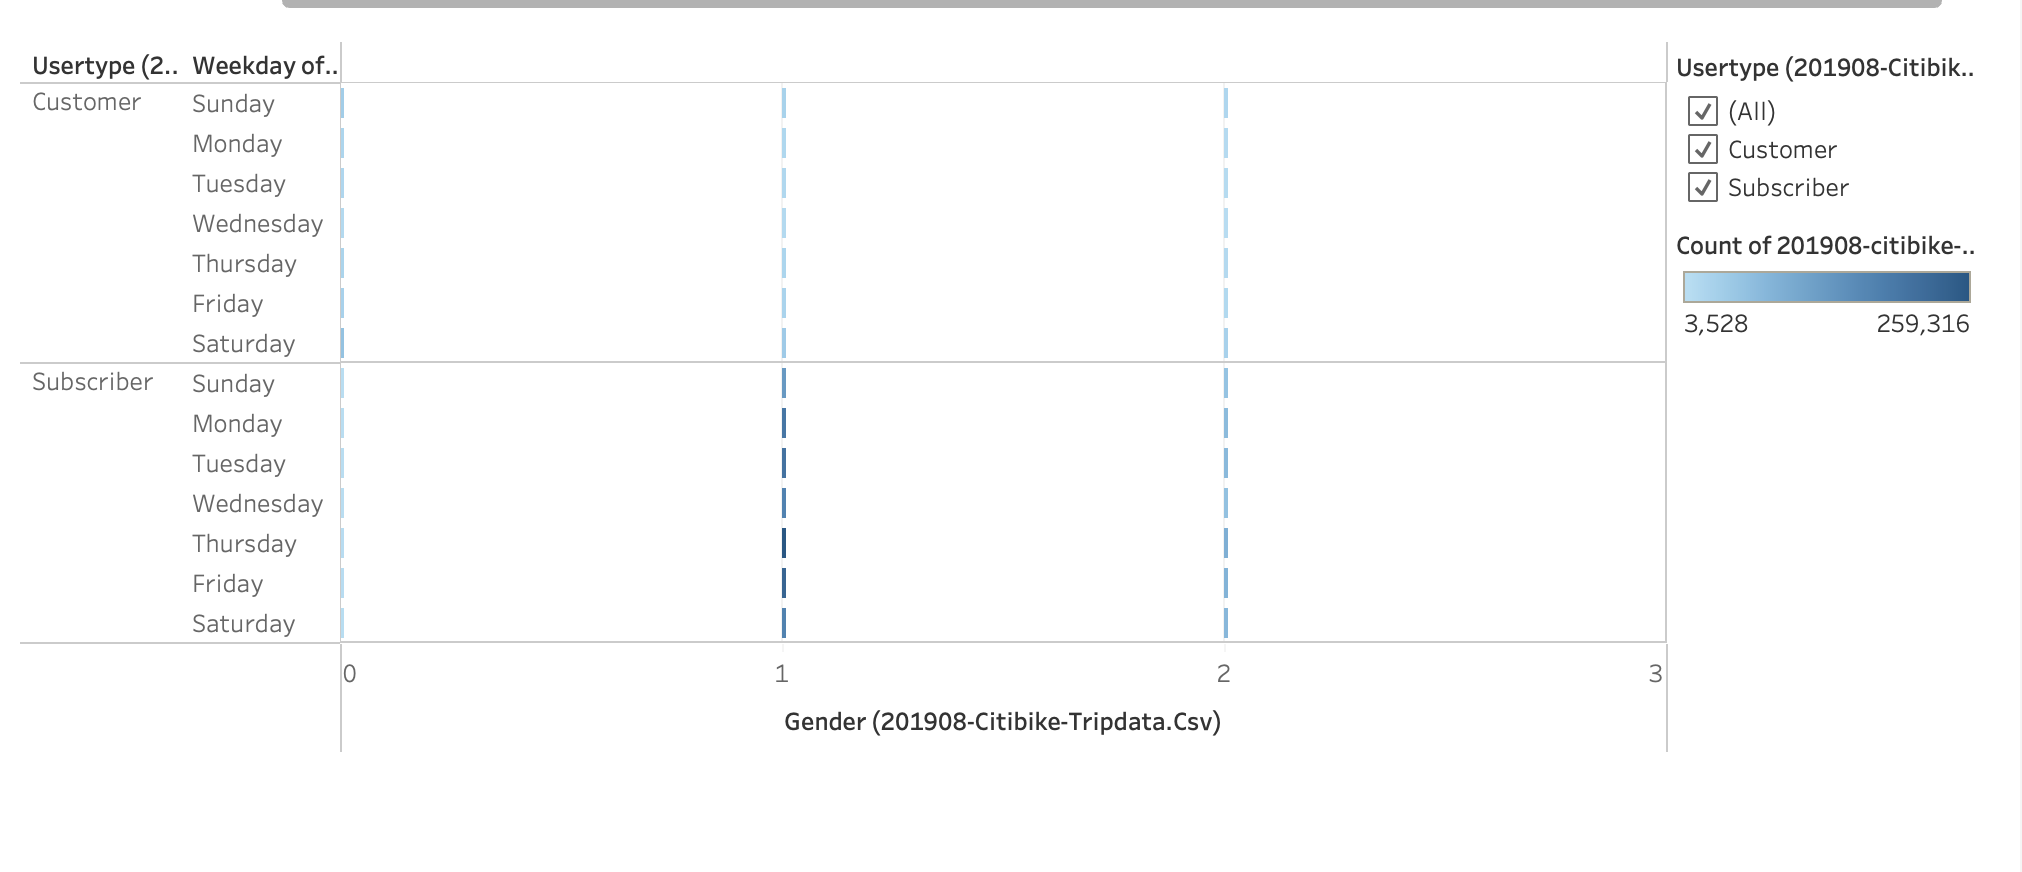 Usertype (2.. Weekday of..
Customer Sunday
Monday
Tuesday
Wednesday
Thursday
Friday
Saturday
Subscriber Sunday
Monday
Tuesday
Wednesday
Thursday
Friday
Saturday
0 1 2 3
Gender (201908-Citibike-Tripdata.Csv)
Usertype (201908-Citibik..
(All)
Customer
Subscriber
Count of 201908-citibike-..
3,528 259,316